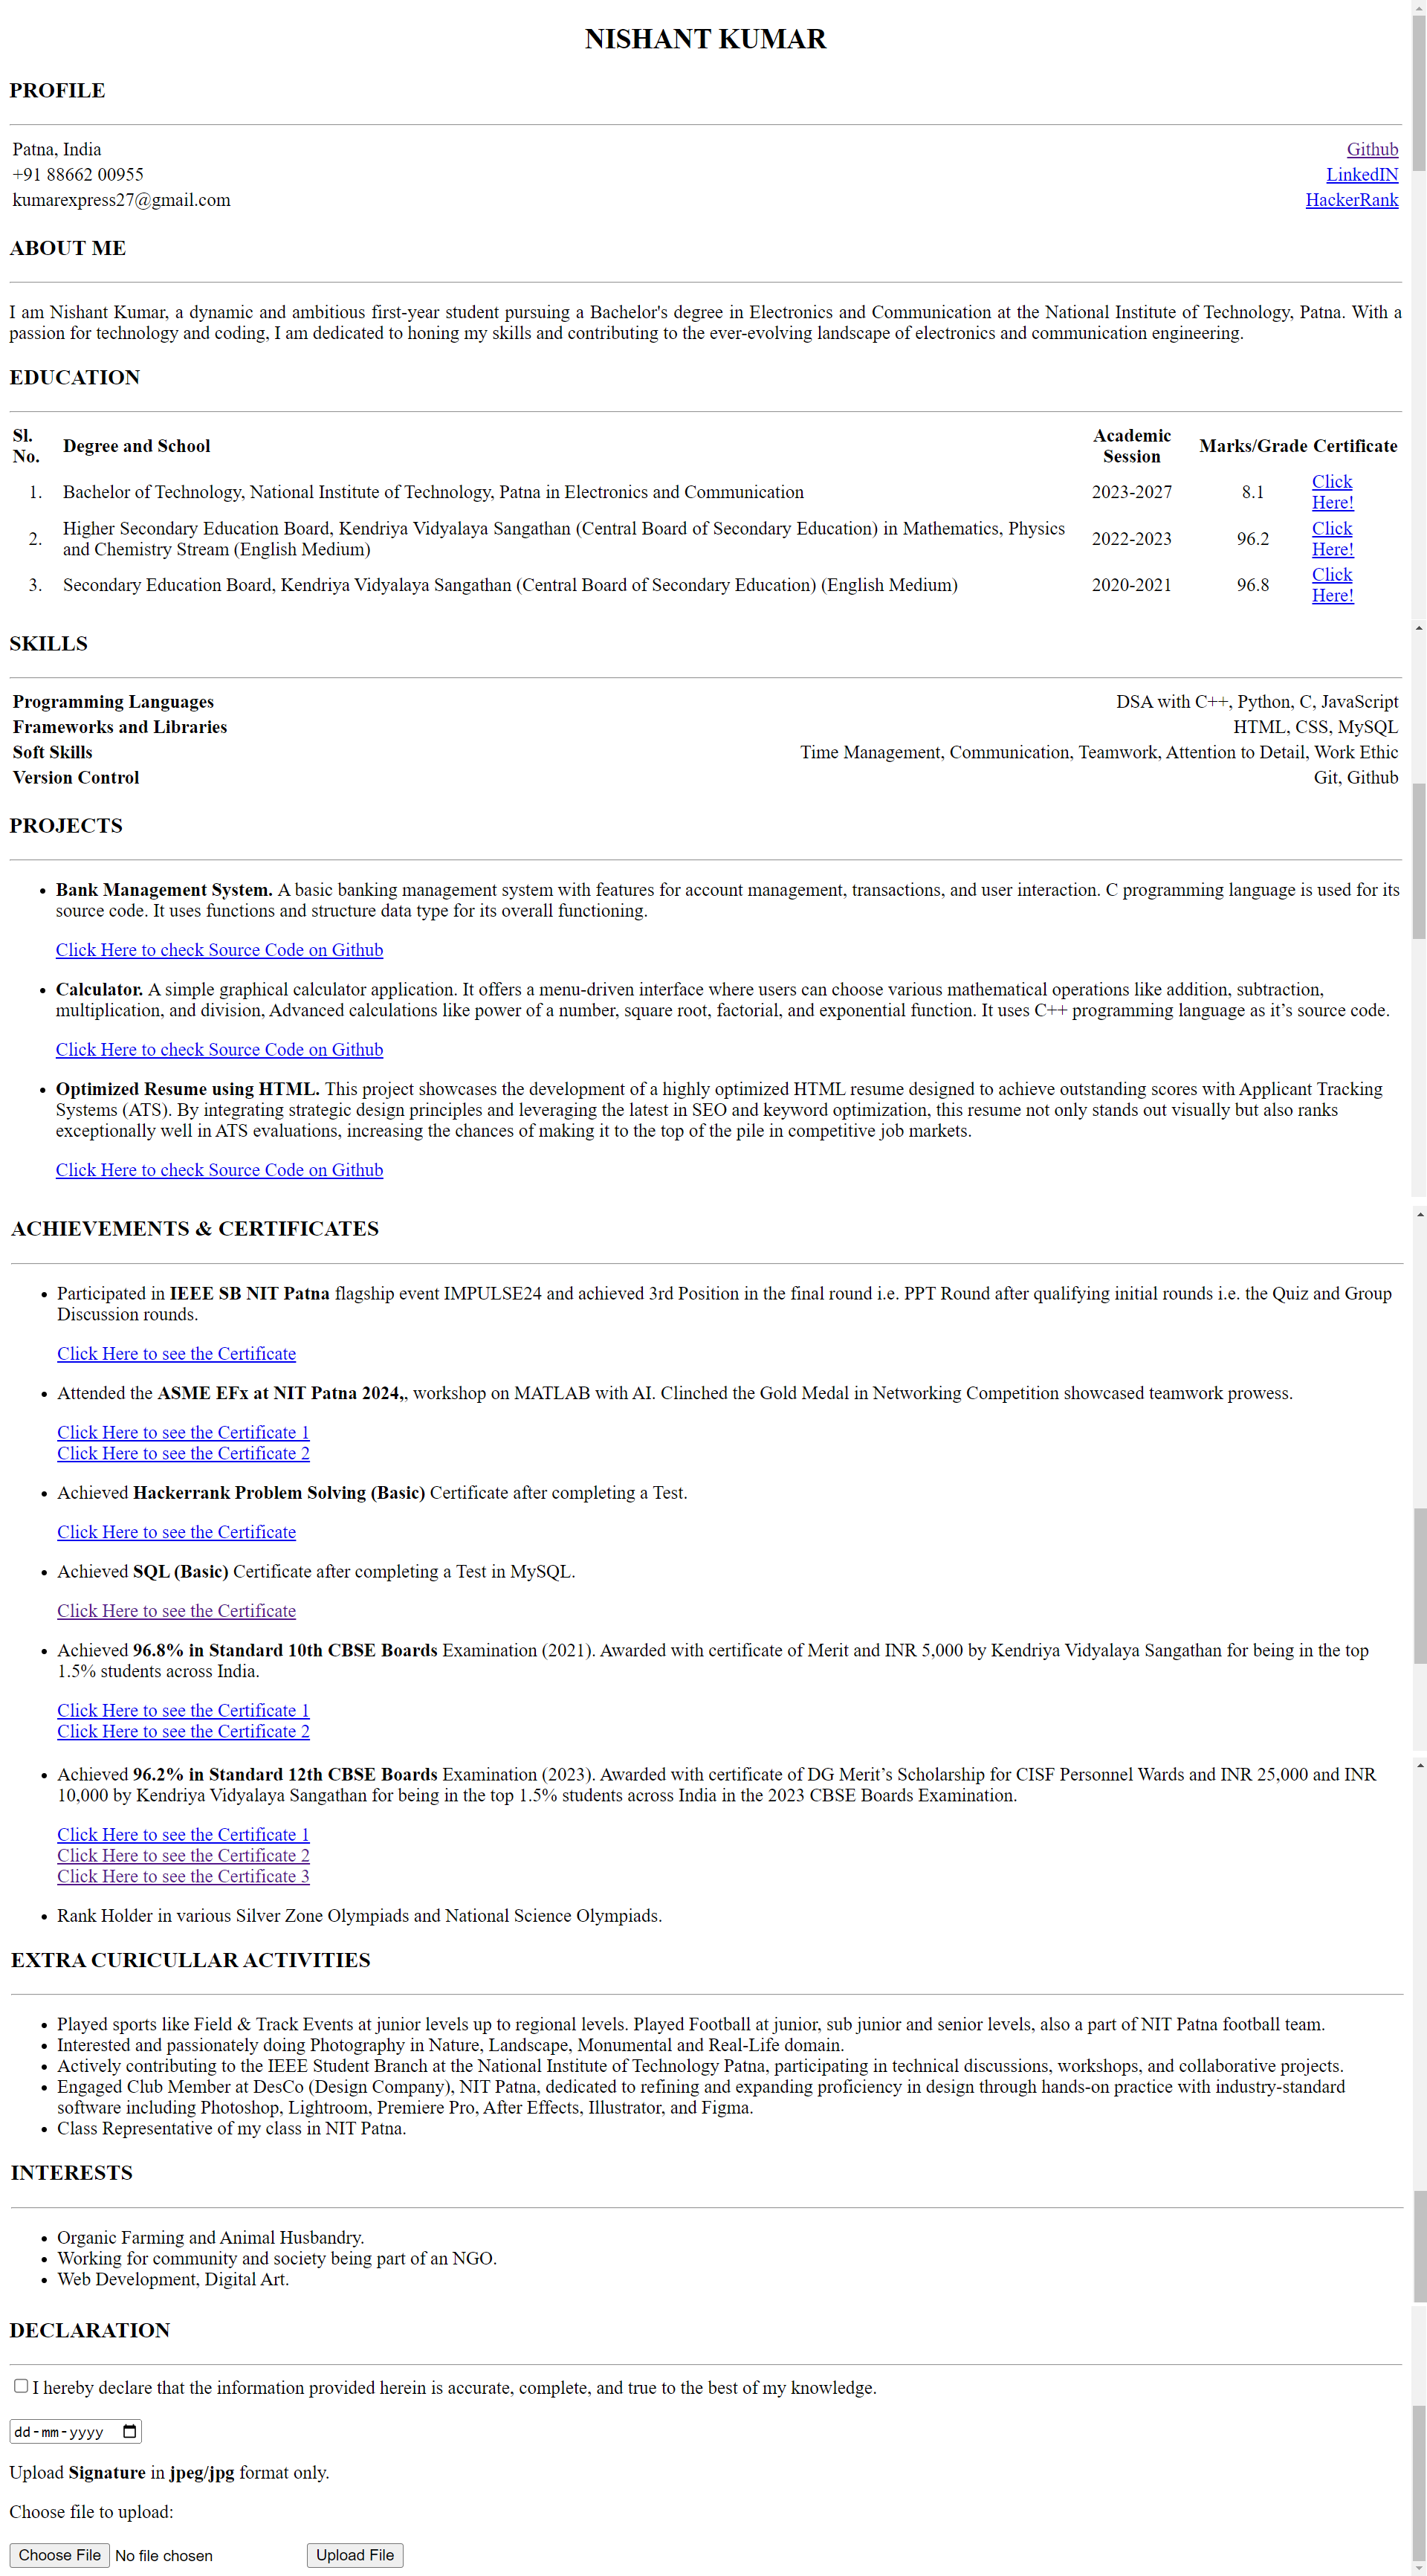 NISHANT KUMAR
PROFILE
Patna, India
Github
+91 88662 00955
LinkedIN
kumarexpress27@gmail.com
HackerRank
ABOUT ME
I am Nishant Kumar, a dynamic and ambitious first-year student pursuing a Bachelor's degree in Electronics and Communication at the National Institute of Technology, Patna. With a
passion for technology and coding, I am dedicated to honing my skills and contributing to the ever-evolving landscape of electronics and communication engineering.
EDUCATION
Sl. No. Degree and School Academic Session Marks/Grade Certificate
1. Bachelor of Technology, National Institute of Technology, Patna in Electronics and Communication 2023-2027 8.1 Click Here!
2. Higher Secondary Education Board, Kendriya Vidyalaya Sangathan (Central Board of Secondary Education) in Mathematics, Physics
and Chemistry Stream (English Medium) 2022-2023 96.2 Click Here!
3. Secondary Education Board, Kendriya Vidyalaya Sangathan (Central Board of Secondary Education) (English Medium) 2020-2021 96.8 Click Here!
SKILLS
Programming Languages DSA with C++, Python, C, JavaScript
Frameworks and Libraries HTML, CSS, MySQL
Soft Skills Time Management, Communication, Teamwork, Attention to Detail, Work Ethic
Version Control Git, Github
PROJECTS
• Bank Management System. A basic banking management system with features for account management, transactions, and user interaction. C programming language is used for its
source code. It uses functions and structure data type for its overall functioning.
Click Here to check Source Code on Github
• Calculator. A simple graphical calculator application. It offers a menu-driven interface where users can choose various mathematical operations like addition, subtraction,
multiplication, and division, Advanced calculations like power of a number, square root, factorial, and exponential function. It uses C++ programming language as it’s source code.
Click Here to check Source Code on Github
• Optimized Resume using HTML. This project showcases the development of a highly optimized HTML resume designed to achieve outstanding scores with Applicant Tracking
Systems (ATS). By integrating strategic design principles and leveraging the latest in SEO and keyword optimization, this resume not only stands out visually but also ranks
exceptionally well in ATS evaluations, increasing the chances of making it to the top of the pile in competitive job markets.
Click Here to check Source Code on Github
ACHIEVEMENTS & CERTIFICATES
• Participated in IEEE SB NIT Patna flagship event IMPULSE24 and achieved 3rd Position in the final round i.e. PPT Round after qualifying initial rounds i.e. the Quiz and Group
Discussion rounds.
Click Here to see the Certificate
• Attended the ASME EFx at NIT Patna 2024,, workshop on MATLAB with AI. Clinched the Gold Medal in Networking Competition showcased teamwork prowess.
Click Here to see the Certificate 1
Click Here to see the Certificate 2
• Achieved Hackerrank Problem Solving (Basic) Certificate after completing a Test.
Click Here to see the Certificate
• Achieved SQL (Basic) Certificate after completing a Test in MySQL.
Click Here to see the Certificate
• Achieved 96.8% in Standard 10th CBSE Boards Examination (2021). Awarded with certificate of Merit and INR 5,000 by Kendriya Vidyalaya Sangathan for being in the top
1.5% students across India.
Click Here to see the Certificate 1
Click Here to see the Certificate 2
• Achieved 96.2% in Standard 12th CBSE Boards Examination (2023). Awarded with certificate of DG Merit’s Scholarship for CISF Personnel Wards and INR 25,000 and INR
10,000 by Kendriya Vidyalaya Sangathan for being in the top 1.5% students across India in the 2023 CBSE Boards Examination.
Click Here to see the Certificate 1
Click Here to see the Certificate 2
Click Here to see the Certificate 3
• Rank Holder in various Silver Zone Olympiads and National Science Olympiads.
EXTRA CURICULLAR ACTIVITIES
• Played sports like Field & Track Events at junior levels up to regional levels. Played Football at junior, sub junior and senior levels, also a part of NIT Patna football team.
• Interested and passionately doing Photography in Nature, Landscape, Monumental and Real-Life domain.
• Actively contributing to the IEEE Student Branch at the National Institute of Technology Patna, participating in technical discussions, workshops, and collaborative projects.
• Engaged Club Member at DesCo (Design Company), NIT Patna, dedicated to refining and expanding proficiency in design through hands-on practice with industry-standard
software including Photoshop, Lightroom, Premiere Pro, After Effects, Illustrator, and Figma.
• Class Representative of my class in NIT Patna.
INTERESTS
• Organic Farming and Animal Husbandry.
• Working for community and society being part of an NGO.
• Web Development, Digital Art.
DECLARATION
I hereby declare that the information provided herein is accurate, complete, and true to the best of my knowledge.
dd-mm-yyyy
Upload Signature in jpeg/jpg format only.
Choose file to upload:
Choose File No file chosen Upload File